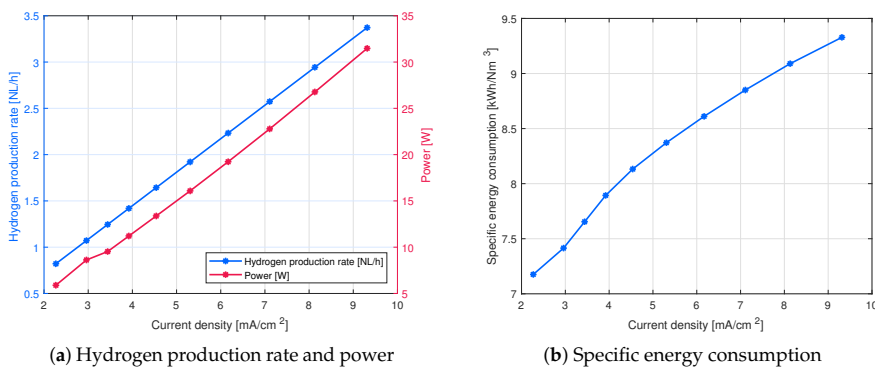 3.5
3
2.5
2
1.5
1
0.5
Hydrogen production rate [NL/h]
35
30
25
20
15
10
5
Power [W]
2 3 4 5 6 7 8 9 10
Current density [mA/cm 2]
Hydrogen production rate [NL/h]
Power [W]
(a) Hydrogen production rate and power
9.5
9
8.5
8
7.5
7
Specific energy consumption [kWh/Nm 3]
2 3 4 5 6 7 8 9 10
Current density [mA/cm 2]
(b) Specific energy consumption